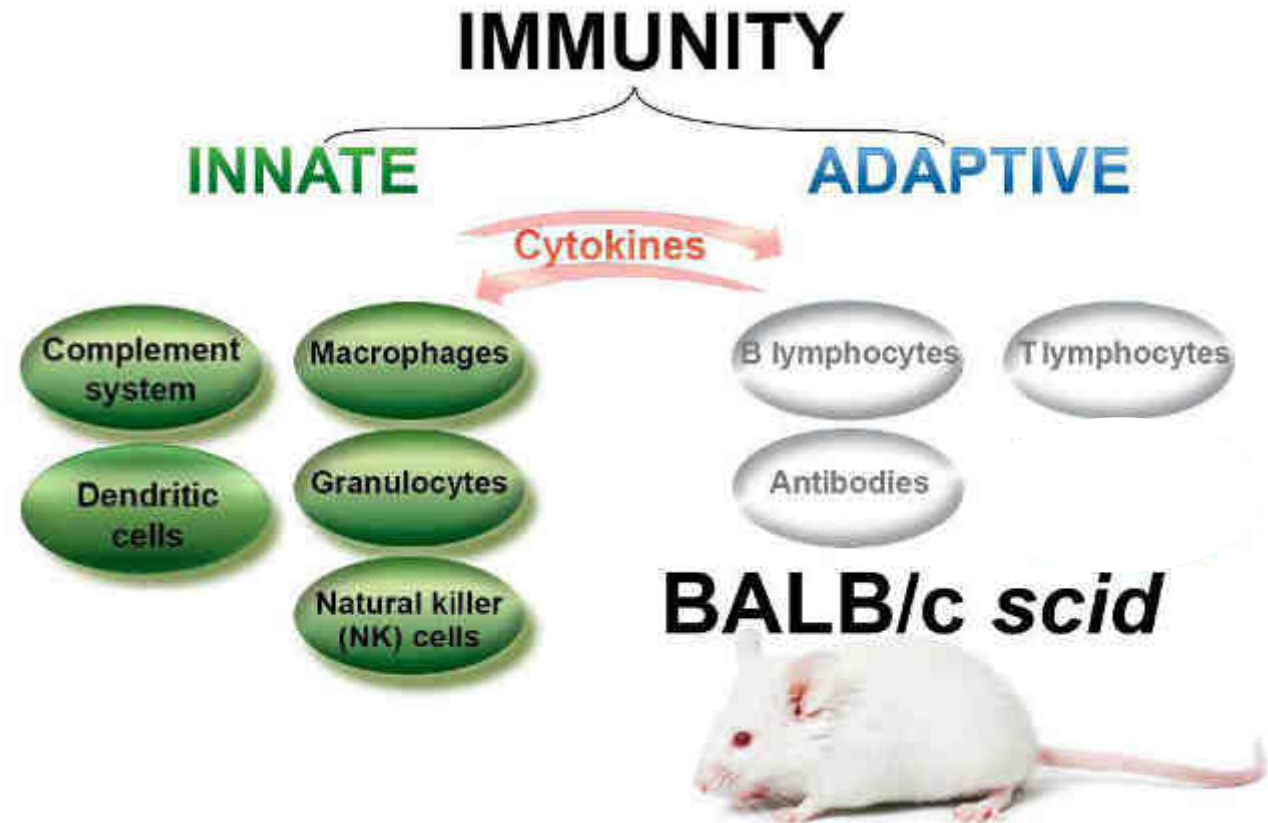 IMMUNITY
INNATE
ADAPTIVE
Cytokines
Complement
system
Macrophages
B lymphocytes
T lymphocytes
Dendritic
cells
Granulocytes
Antibodies
Natural killer
(NK) cells
BALB/c scid